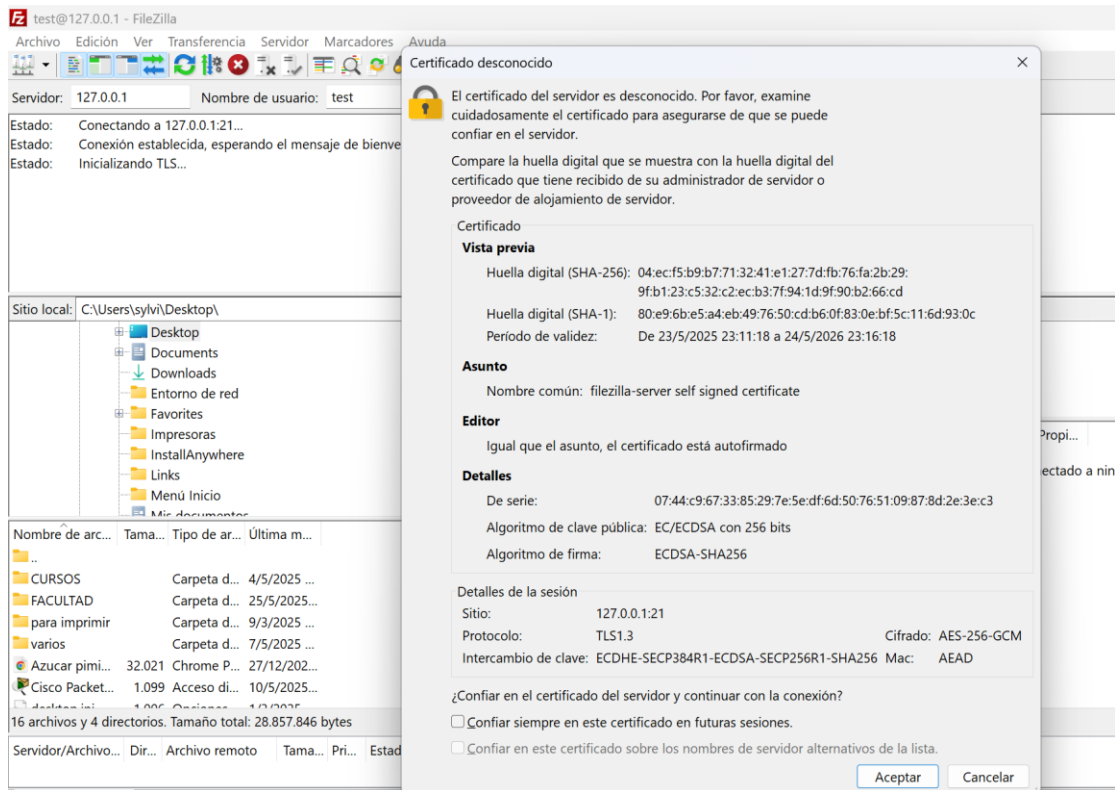 test@127.0.0.1 - FileZilla
Archivo Edición Ver Transferencia Servidor Marcadores Ayuda
Servidor: 127.0.0.1 Nombre de usuario: test
Estado: Conectando a 127.0.0.1:21...
Estado: Conexión establecida, esperando el mensaje de bienve
Estado: Inicializando TLS...
Sitio local: C:\Users\sylvi\Desktop\
Desktop
Documents
Downloads
Entorno de red
Favorites
Impresoras
InstallAnywhere
Links
Menú Inicio
Mis documentos
Nombre de arc... Tama... Tipo de ar... Última m...
..
CURSOS Carpeta d... 4/5/2025 ...
FACULTAD Carpeta d... 25/5/2025...
para imprimir Carpeta d... 9/3/2025 ...
varios Carpeta d... 7/5/2025 ...
Azucar pimi... 32.021 Chrome P... 27/12/202...
Cisco Packet... 1.099 Acceso di... 10/5/2025...
16 archivos y 4 directorios. Tamaño total: 28.857.846 bytes
Servidor/Archivo... Dir... Archivo remoto Tama... Pri... Estad
Certificado desconocido
El certificado del servidor es desconocido. Por favor, examine
cuidadosamente el certificado para asegurarse de que se puede
confiar en el servidor.
Compare la huella digital que se muestra con la huella digital del
certificado que tiene recibido de su administrador de servidor o
proveedor de alojamiento de servidor.
Certificado
Vista previa
Huella digital (SHA-256): 04:ec:f5:b9:b7:71:32:41:e1:27:7d:fb:76:fa:2b:29:
9f:b1:23:c5:32:c2:ec:b3:7f:94:1d:9f:90:b2:66:cd
Huella digital (SHA-1): 80:e9:6b:e5:a4:eb:49:76:50:cd:b6:0f:83:0e:bf:5c:11:6d:93:0c
Período de validez: De 23/5/2025 23:11:18 a 24/5/2026 23:16:18
Asunto
Nombre común: filezilla-server self signed certificate
Editor
Igual que el asunto, el certificado está autofirmado
Detalles
De serie: 07:44:c9:67:33:85:29:7e:5e:df:6d:50:76:51:09:87:8d:2e:3e:c3
Algoritmo de clave pública: EC/ECDSA con 256 bits
Algoritmo de firma: ECDSA-SHA256
Detalles de la sesión
Sitio: 127.0.0.1:21
Protocolo: TLS1.3 Cifrado: AES-256-GCM
Intercambio de clave: ECDHE-SECP384R1-ECDSA-SECP256R1-SHA256 Mac: AEAD
¿Confiar en el certificado del servidor y continuar con la conexión?
Confiar siempre en este certificado en futuras sesiones.
Confiar en este certificado sobre los nombres de servidor alternativos de la lista.
Aceptar Cancelar
Propi...
ectado a nin